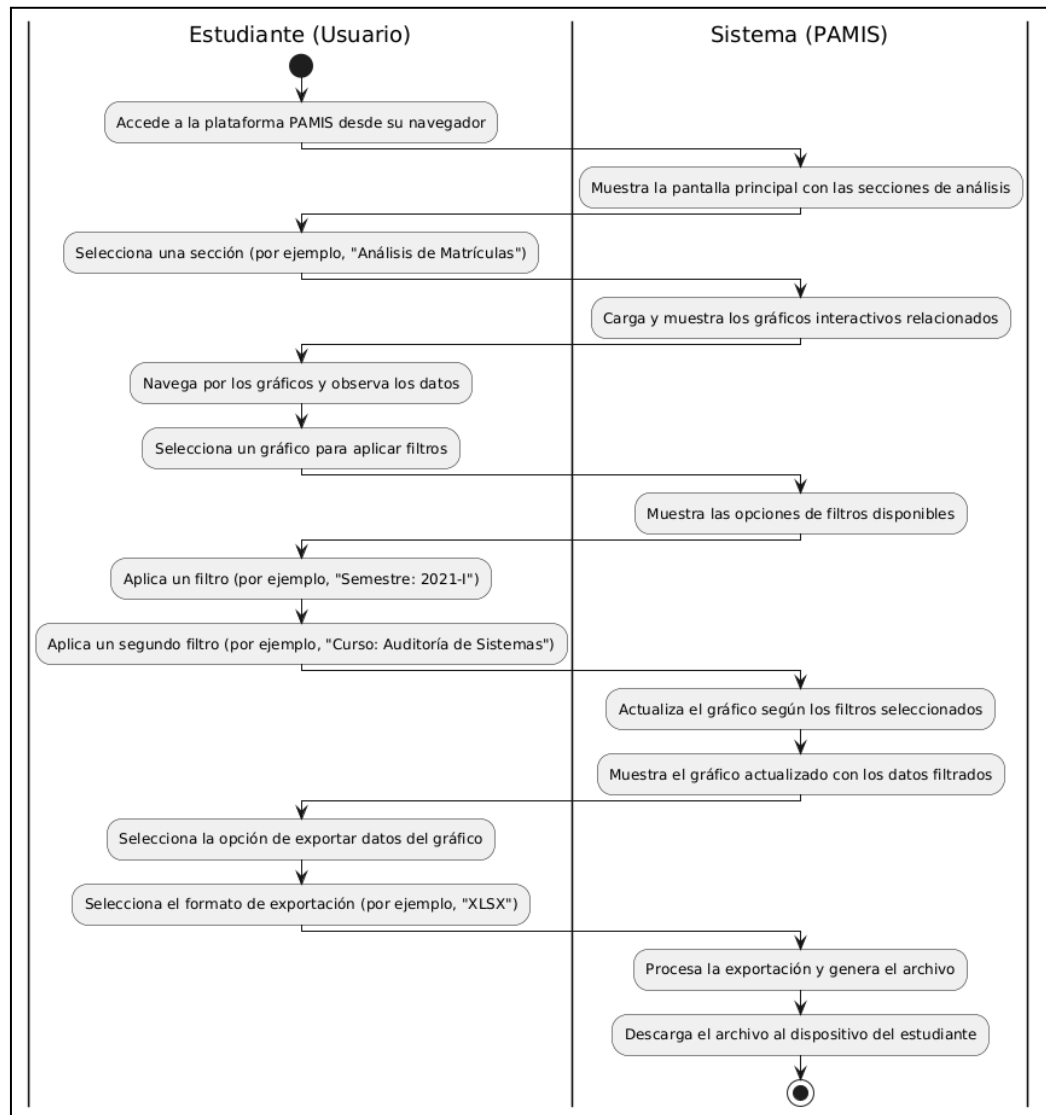 Estudiante (Usuario)
Sistema (PAMIS)
Accede a la plataforma PAMIS desde su navegador
Muestra la pantalla principal con las secciones de análisis
Selecciona una sección (por ejemplo, "Análisis de Matrículas")
Carga y muestra los gráficos interactivos relacionados
Navega por los gráficos y observa los datos
Selecciona un gráfico para aplicar filtros
Muestra las opciones de filtros disponibles
Aplica un filtro (por ejemplo, "Semestre: 2021-I")
Aplica un segundo filtro (por ejemplo, "Curso: Auditoría de Sistemas")
Actualiza el gráfico según los filtros seleccionados
Muestra el gráfico actualizado con los datos filtrados
Selecciona la opción de exportar datos del gráfico
Selecciona el formato de exportación (por ejemplo, "XLSX")
Procesa la exportación y genera el archivo
Descarga el archivo al dispositivo del estudiante